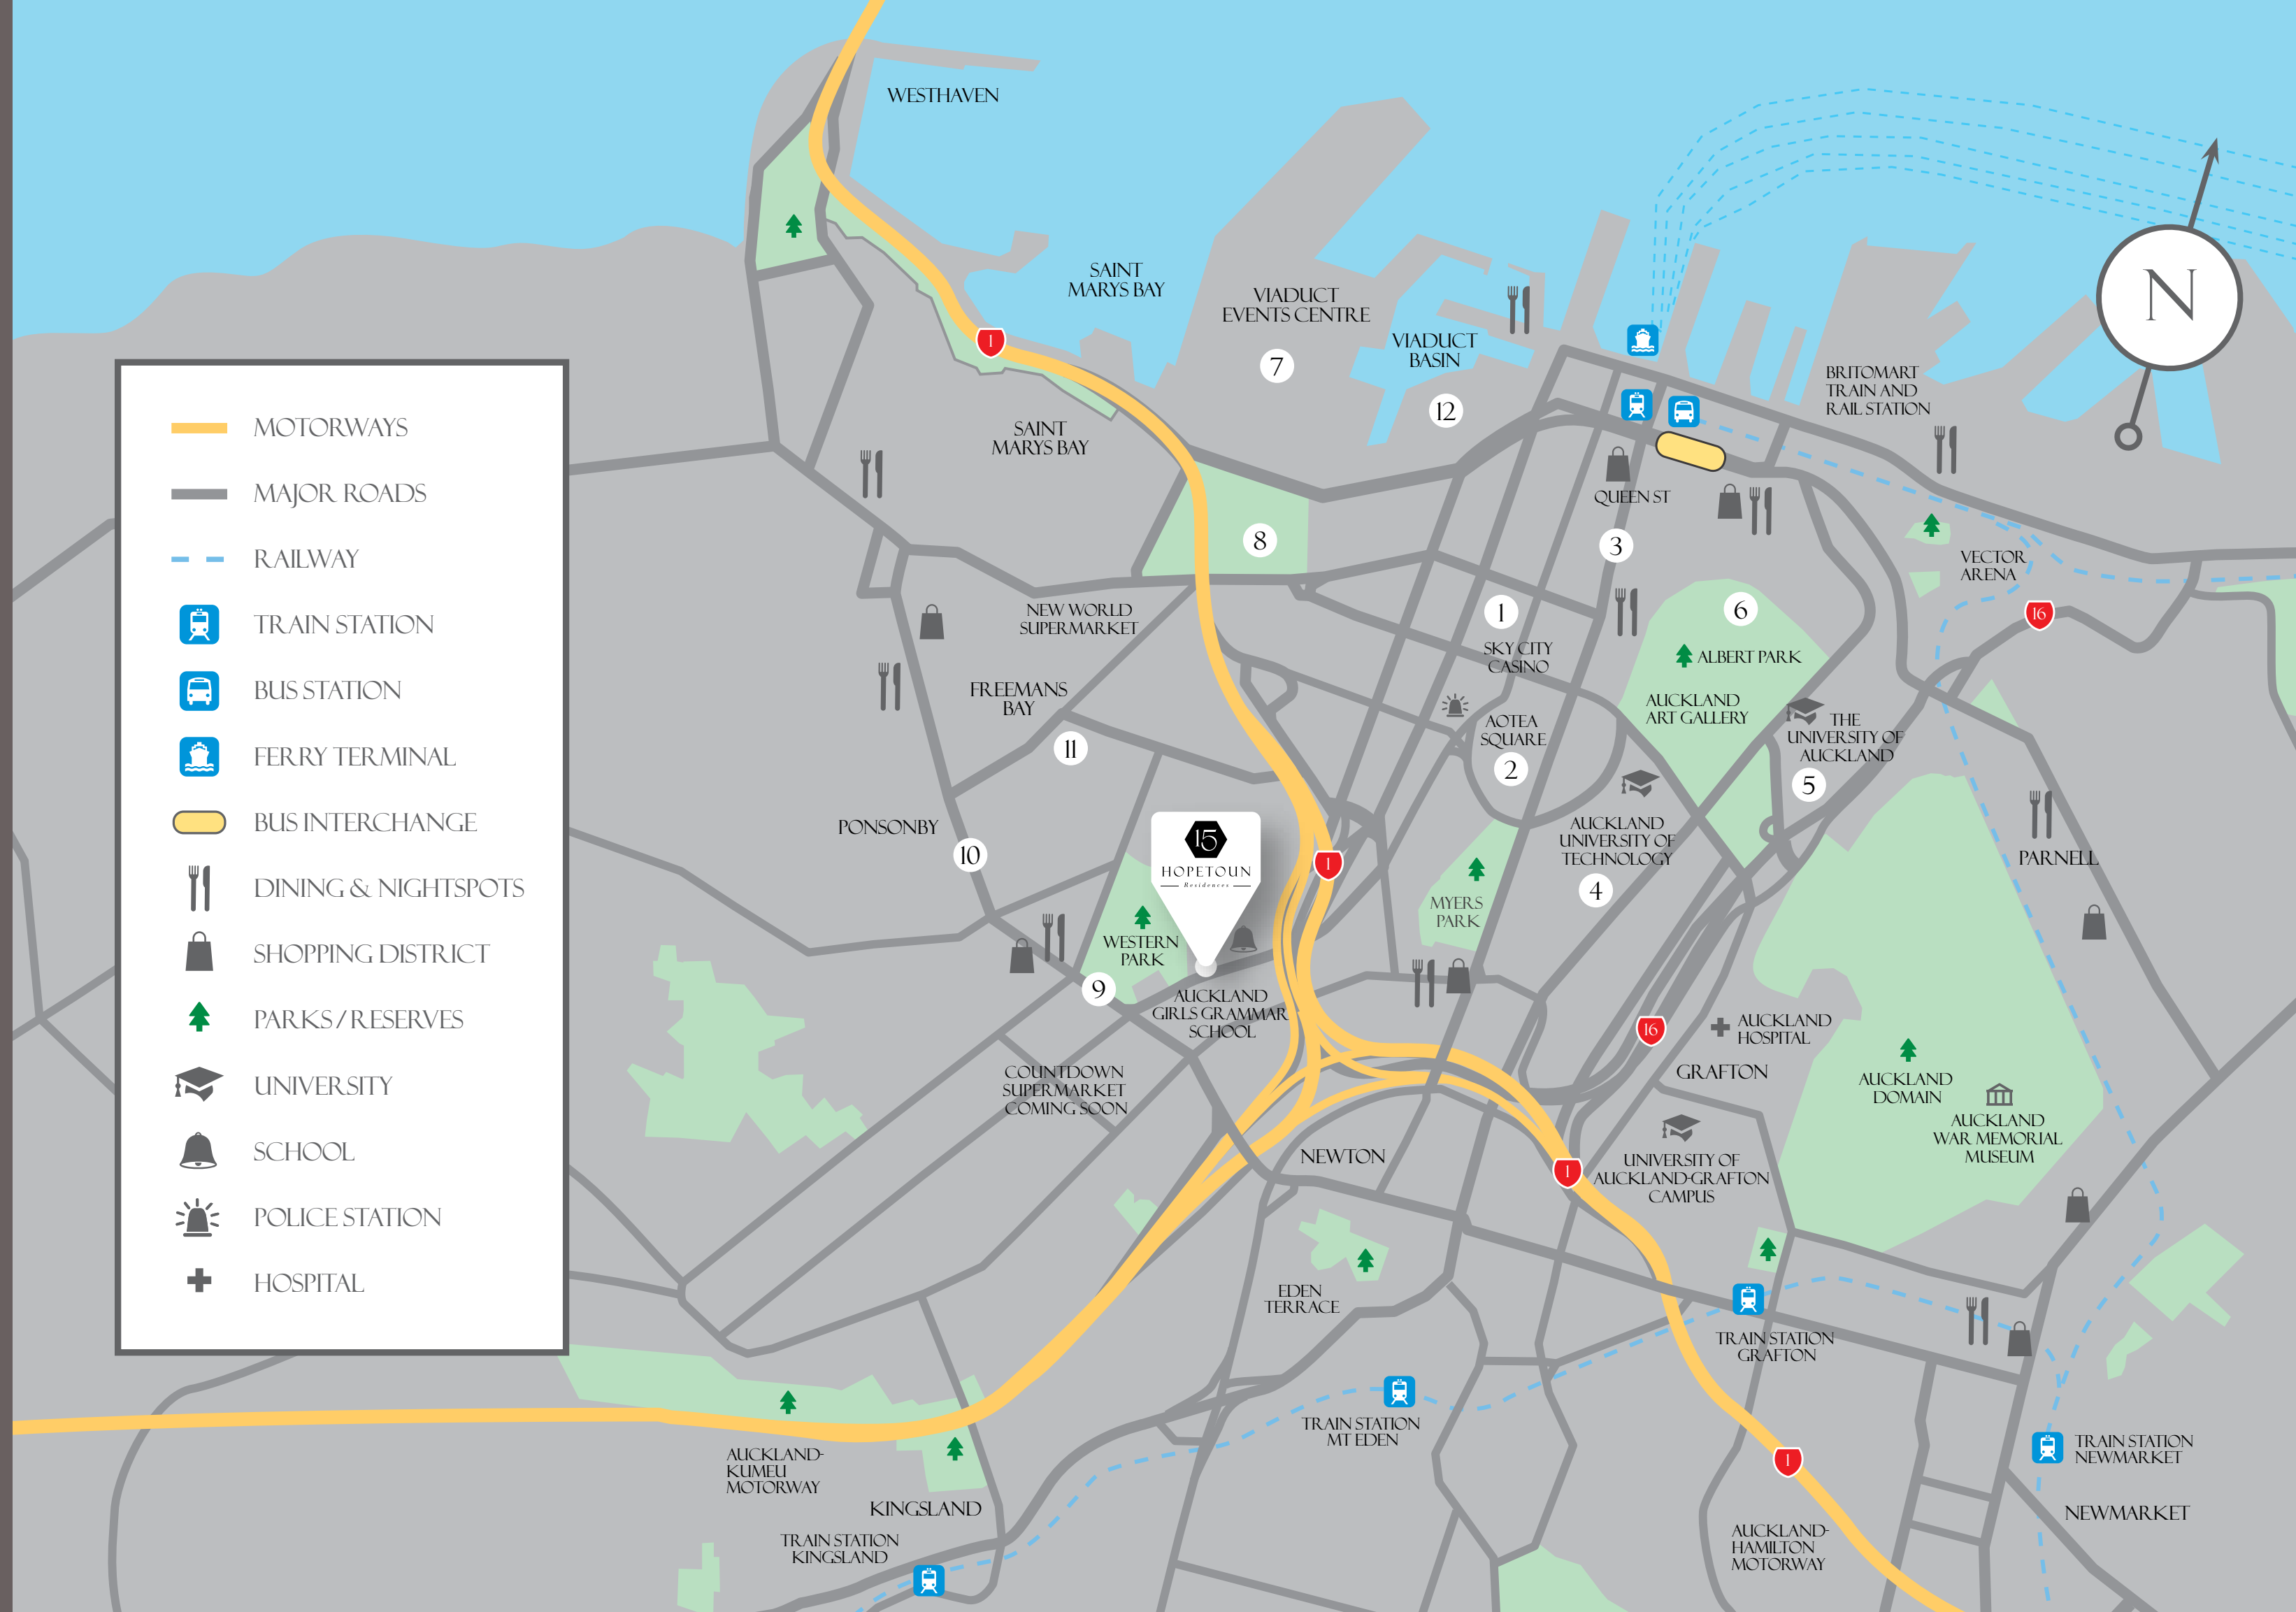 WESTHAVEN
SAINT
MARYS BAY
VIADUCT
EVENTS CENTRE
7
VIADUCT
BASIN
12
N
1
SAINT
MARYS BAY
BRITOMART
TRAIN AND
RAIL STATION
QUEEN ST
3
8
VECTOR
ARENA
16
MOTORWAYS
MAJOR ROADS
RAILWAY
TRAIN STATION
BUS STATION
FERRY TERMINAL
BUS INTERCHANGE
DINING & NIGHTSPOTS
SHOPPING DISTRICT
PARKS / RESERVES
UNIVERSITY
SCHOOL
POLICE STATION
HOSPITAL
NEW WORLD
SUPERMARKET
1
SKY CITY
CASINO
6
ALBERT PARK
AUCKLAND
ART GALLERY
FREEMANS
BAY
11
AOTEA
SQUARE
2
THE
UNIVERSITY OF
AUCKLAND
5
PONSONBY
10
15
HOPETOUN
Residences
1
AUCKLAND
UNIVERSITY OF
TECHNOLOGY
4
PARNELL
MYERS
PARK
WESTERN
PARK
9
AUCKLAND
GIRLS GRAMMAR
SCHOOL
16
AUCKLAND
HOSPITAL
GRAFTON
COUNTDOWN
SUPERMARKET
COMING SOON
AUCKLAND
DOMAIN
AUCKLAND
WAR MEMORIAL
MUSEUM
NEWTON
1
UNIVERSITY OF
AUCKLAND-GRAFTON
CAMPUS
EDEN
TERRACE
TRAIN STATION
GRAFTON
TRAIN STATION
MT EDEN
1
TRAIN STATION
NEWMARKET
NEWMARKET
AUCKLAND-
KUMEU
MOTORWAY
KINGSLAND
TRAIN STATION
KINGSLAND
AUCKLAND-
HAMILTON
MOTORWAY